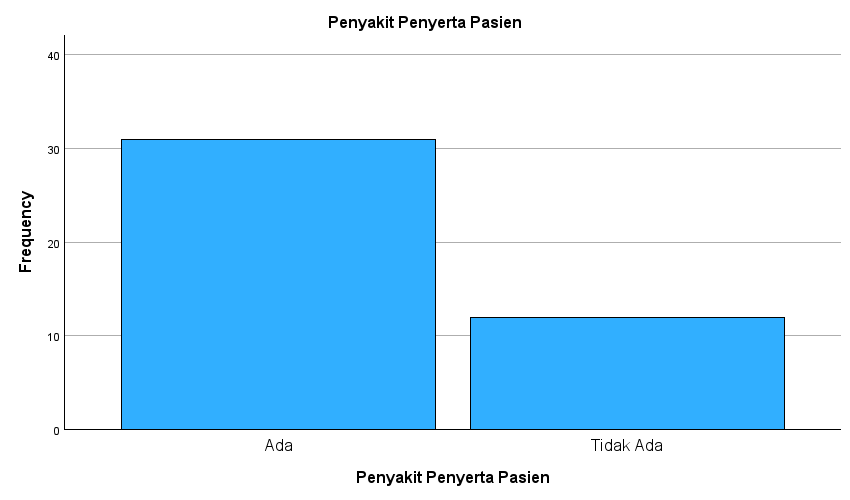 Penyakit Penyerta Pasien
40
30
20
10
0
Frequency
Ada
Tidak Ada
Penyakit Penyerta Pasien